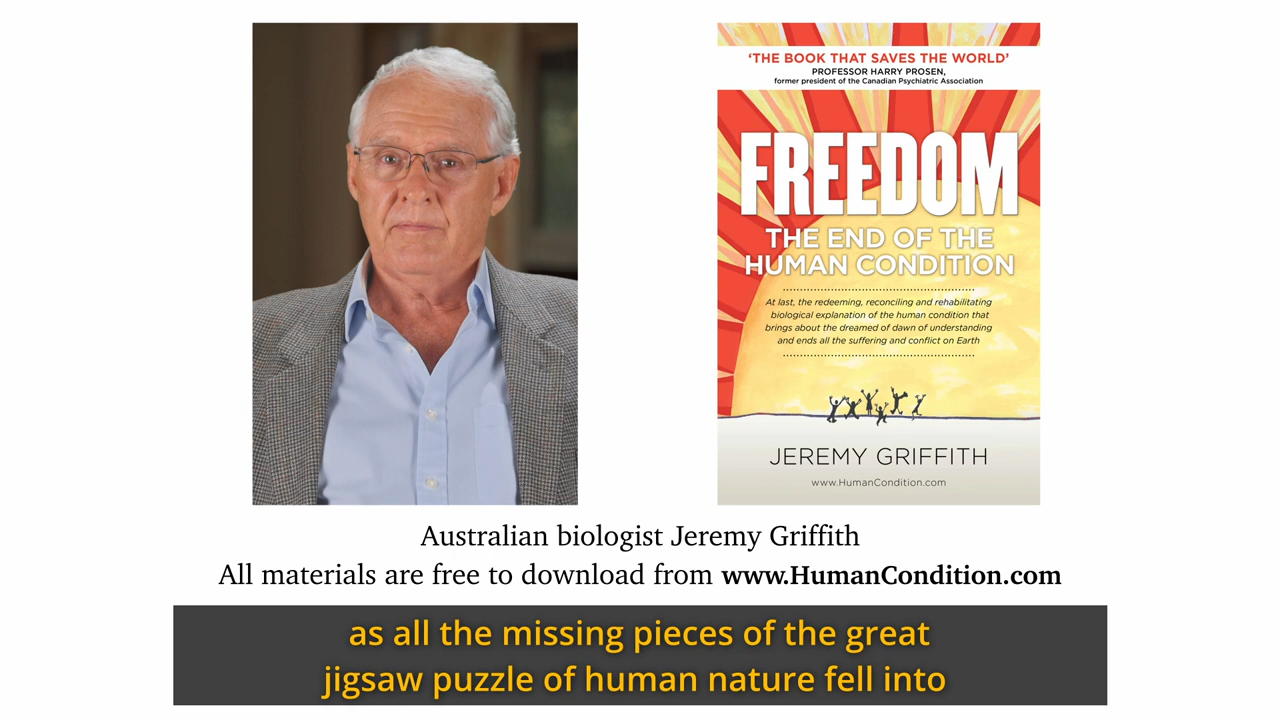 ‘THE BOOK THAT SAVES THE WORLD’
PROFESSOR HARRY PROSEN,
former president of the Canadian Psychiatric Association
FREEDOM
THE END OF THE
HUMAN CONDITION
At last, the redeeming, reconciling and rehabilitating
biological explanation of the human condition that
brings about the dreamed of dawn of understanding
and ends all the suffering and conflict on Earth
JEREMY GRIFFITH
www.HumanCondition.com
Australian biologist Jeremy Griffith
All materials are free to download from www.HumanCondition.com
as all the missing pieces of the great
jigsaw puzzle of human nature fell into